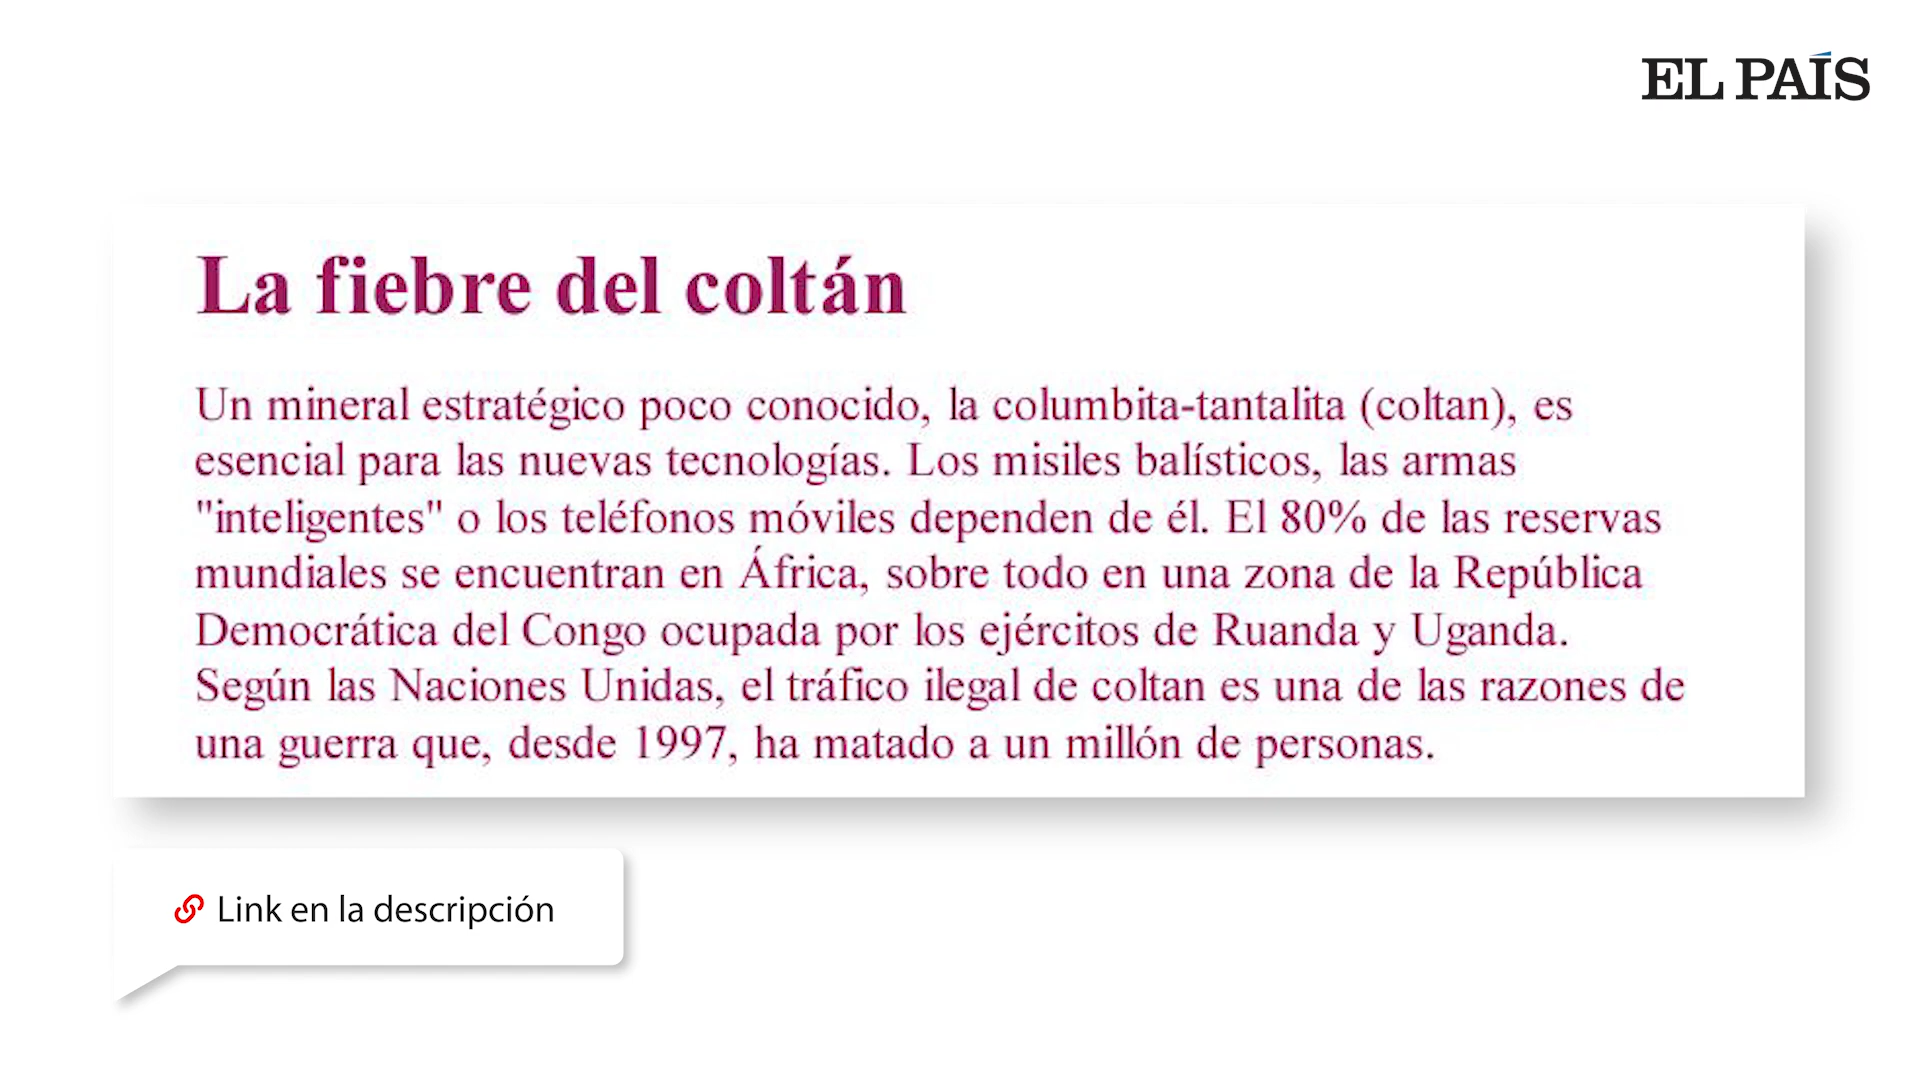 EL PAÍS
La fiebre del coltán
Un mineral estratégico poco conocido, la columbita-tantalita (coltan), es
esencial para las nuevas tecnologías. Los misiles balísticos, las armas
"inteligentes" o los teléfonos móviles dependen de él. El 80% de las reservas
mundiales se encuentran en África, sobre todo en una zona de la República
Democrática del Congo ocupada por los ejércitos de Ruanda y Uganda.
Según las Naciones Unidas, el tráfico ilegal de coltan es una de las razones de
una guerra que, desde 1997, ha matado a un millón de personas.
Link en la descripción